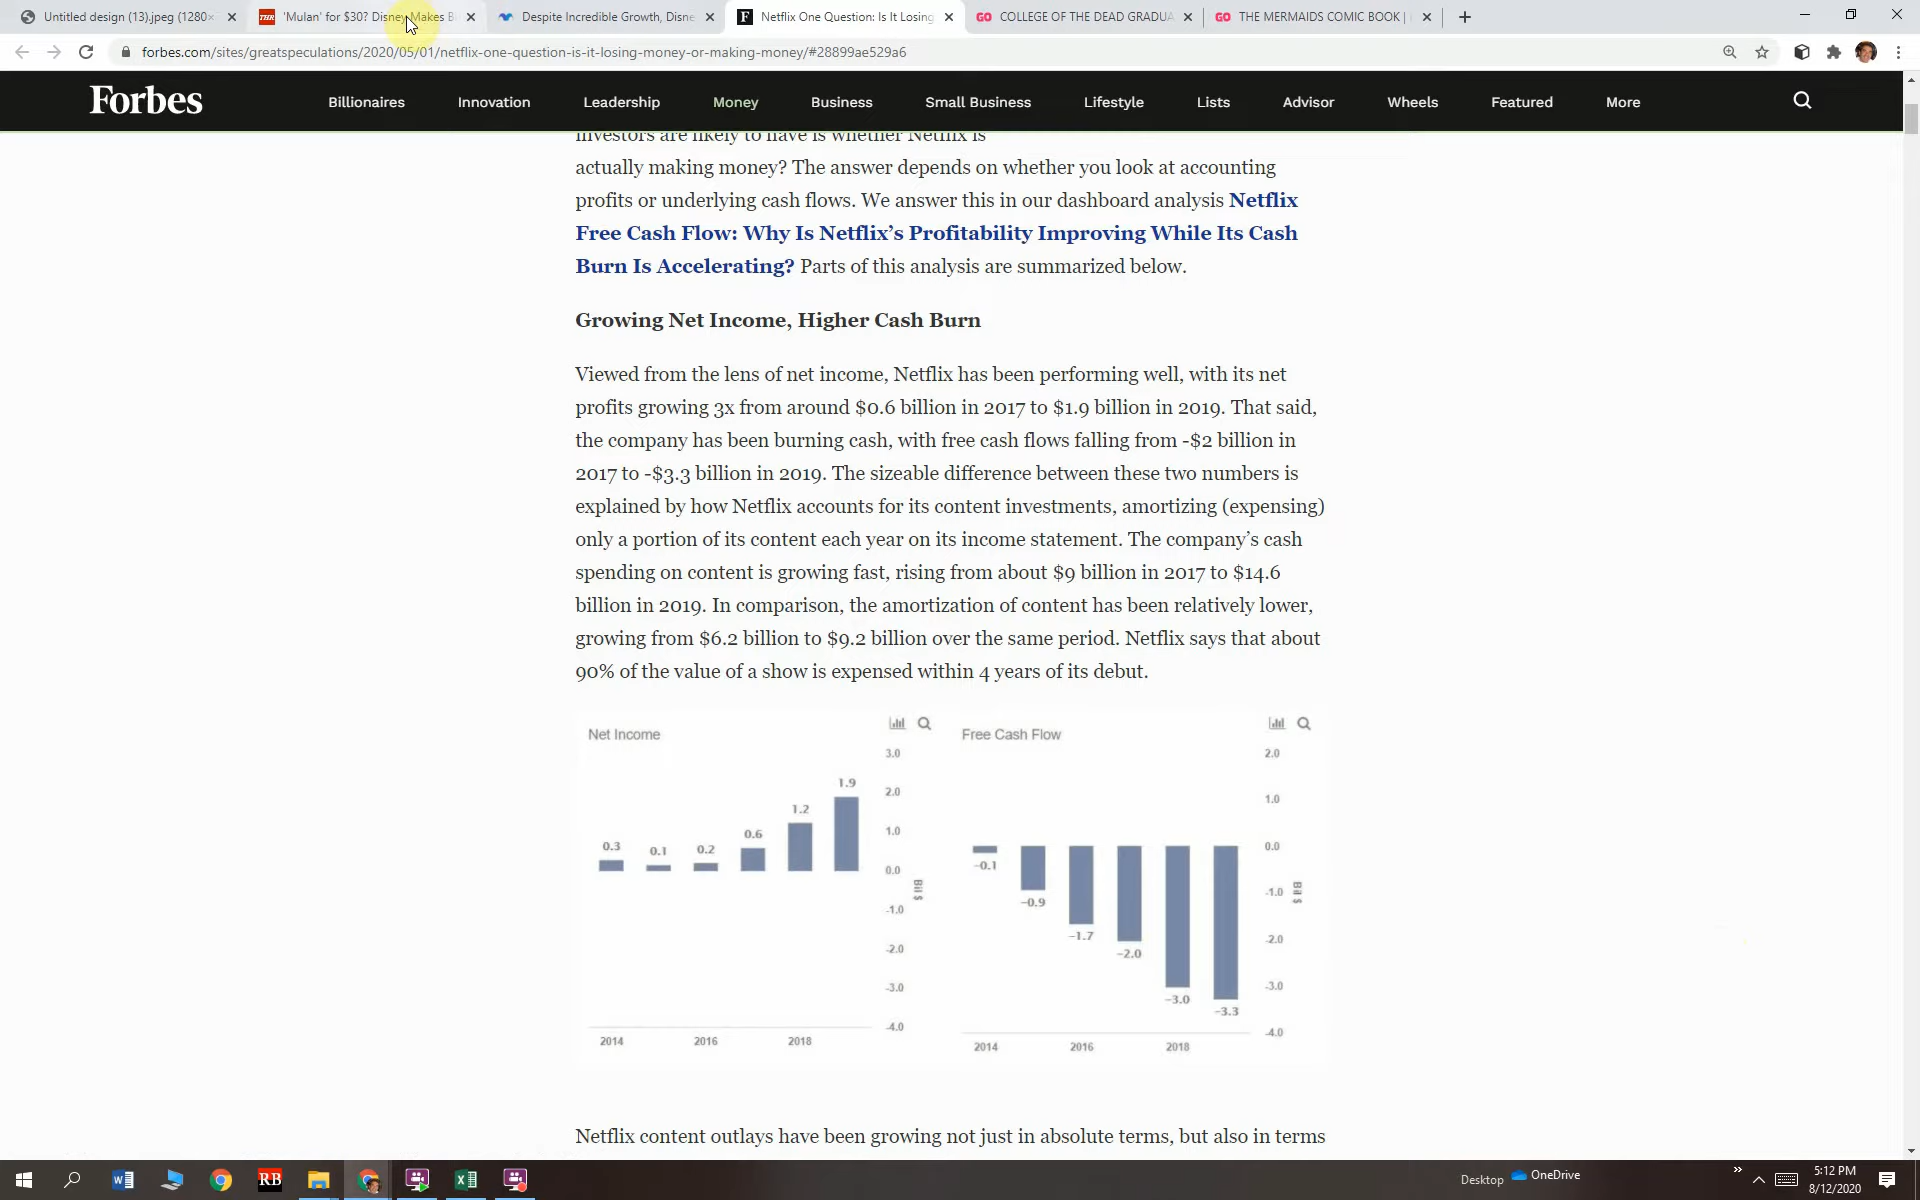 Untitled design (13).jpeg (1280×
'Mulan' for $30? Disney Makes B
Despite Incredible Growth, Disne
Netflix One Question: Is It Losing
COLLEGE OF THE DEAD GRADUA
THE MERMAIDS COMIC BOOK |
forbes.com/sites/greatspeculations/2020/05/01/netflix-one-question-is-it-losing-money-or-making-money/#28899ae529a6
Forbes
Billionaires Innovation Leadership Money Business Small Business Lifestyle Lists Advisor Wheels Featured More
investors are likely to have is whether Netflix is
actually making money? The answer depends on whether you look at accounting
profits or underlying cash flows. We answer this in our dashboard analysis Netflix
Free Cash Flow: Why Is Netflix’s Profitability Improving While Its Cash
Burn Is Accelerating? Parts of this analysis are summarized below.
Growing Net Income, Higher Cash Burn
Viewed from the lens of net income, Netflix has been performing well, with its net
profits growing 3x from around $0.6 billion in 2017 to $1.9 billion in 2019. That said,
the company has been burning cash, with free cash flows falling from -$2 billion in
2017 to -$3.3 billion in 2019. The sizeable difference between these two numbers is
explained by how Netflix accounts for its content investments, amortizing (expensing)
only a portion of its content each year on its income statement. The company’s cash
spending on content is growing fast, rising from about $9 billion in 2017 to $14.6
billion in 2019. In comparison, the amortization of content has been relatively lower,
growing from $6.2 billion to $9.2 billion over the same period. Netflix says that about
90% of the value of a show is expensed within 4 years of its debut.
Net Income
3.0
2.0
1.0
0.0
-1.0
-2.0
-3.0
-4.0
Bil $
0.3 0.1 0.2 0.6 1.2 1.9
2014 2016 2018
Free Cash Flow
2.0
1.0
0.0
-1.0
-2.0
-3.0
-4.0
Bil $
−0.1 −0.9 −1.7 −2.0 −3.0 −3.3
2014 2016 2018
Netflix content outlays have been growing not just in absolute terms, but also in terms
RB
Desktop
OneDrive
5:12 PM
8/12/2020